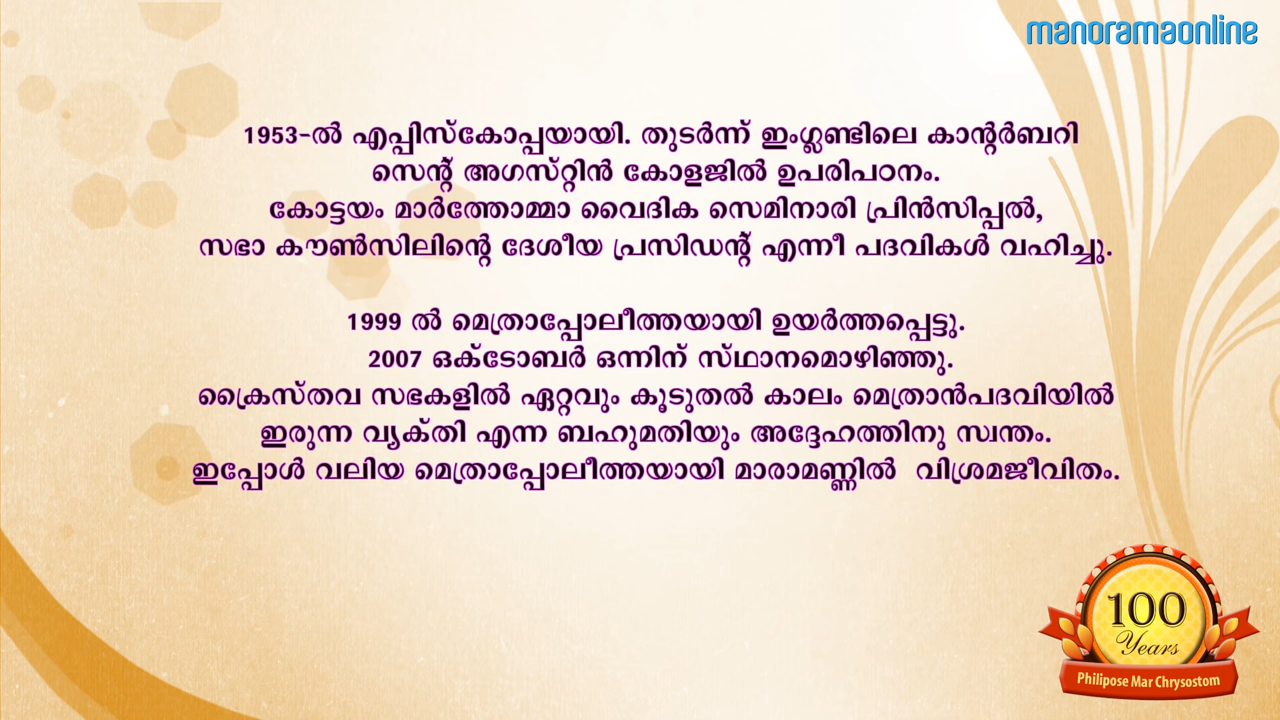 manoramaonline
1953-ൽ എപ്പിസ്കോപ്പയായി. തുടർന്ന് ഇംഗ്ലണ്ടിലെ കാന്റർബറി
സെന്റ് അഗസ്റ്റിൻ കോളജിൽ ഉപരിപഠനം.
കോട്ടയം മാർത്തോമ്മാ വൈദിക സെമിനാരി പ്രിൻസിപ്പൽ,
സഭാ കൗൺസിലിന്റെ ദേശീയ പ്രസിഡന്റ് എന്നീ പദവികൾ വഹിച്ചു.
1999 ൽ മെത്രാപ്പോലീത്തയായി ഉയർത്തപ്പെട്ടു.
2007 ഒക്ടോബർ ഒന്നിന് സ്ഥാനമൊഴിഞ്ഞു.
ക്രൈസ്തവ സഭകളിൽ ഏറ്റവും കൂടുതൽ കാലം മെത്രാൻപദവിയിൽ
ഇരുന്ന വ്യക്തി എന്ന ബഹുമതിയും അദ്ദേഹത്തിനു സ്വന്തം.
ഇപ്പോൾ വലിയ മെത്രാപ്പോലീത്തയായി മാരാമണ്ണിൽ വിശ്രമജീവിതം.
100
Years
Philipose Mar Chrysostom